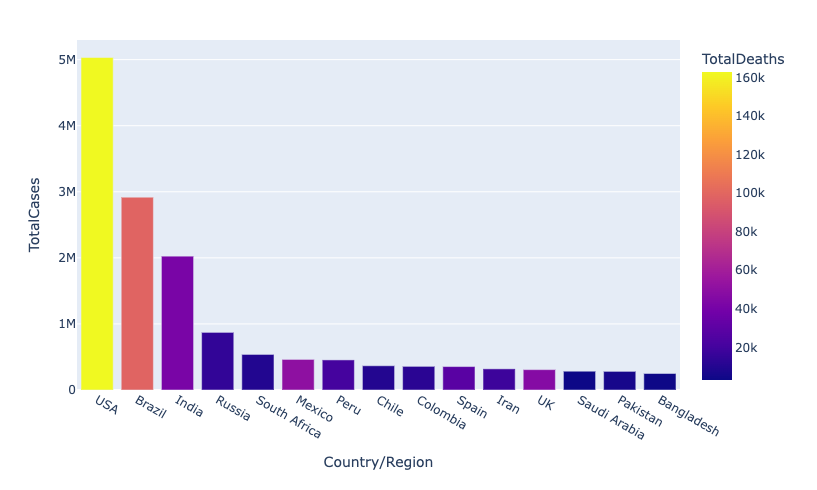 TotalCases
5M
4M
3M
2M
1M
0
USA
Brazil
India
Russia
South Africa
Mexico
Peru
Chile
Colombia
Spain
Iran
UK
Saudi Arabia
Pakistan
Bangladesh
Country/Region
TotalDeaths
160k
140k
120k
100k
80k
60k
40k
20k